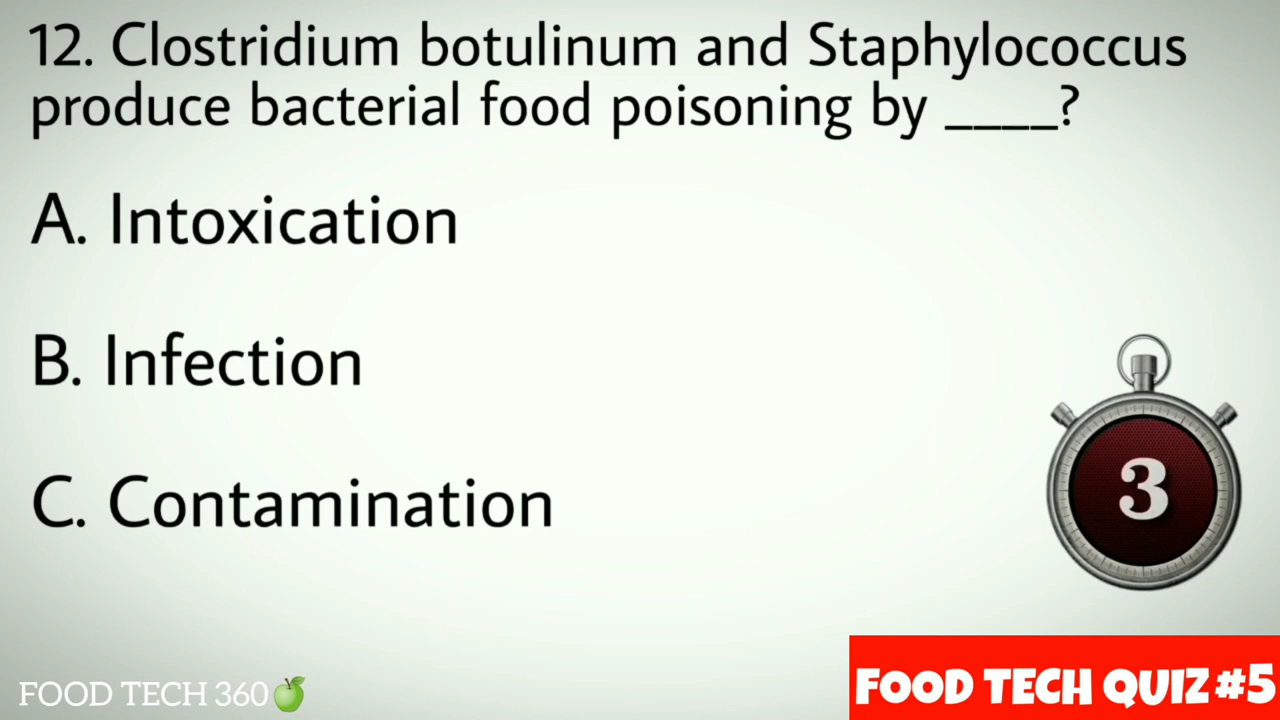 12. Clostridium botulinum and Staphylococcus
produce bacterial food poisoning by ____?
A. Intoxication
B. Infection
C. Contamination
3
FOOD TECH 360
FOOD TECH QUIZ #5